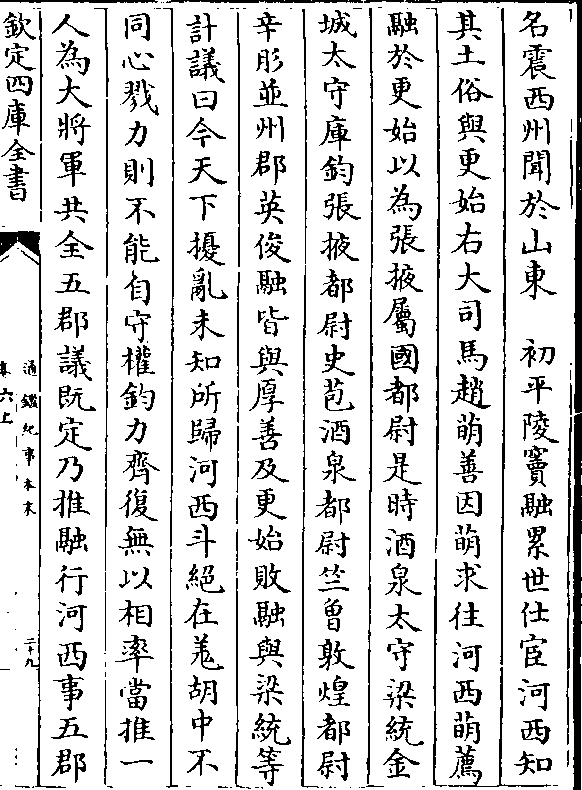 名震西州聞於山東　初平陵竇融累世仕宦河西知
其土俗與更始右大司馬趙萌善因萌求往河西萌薦
融於更始以為張掖屬國都尉是時酒泉太守梁統金
城太守庫鈞張掖都尉史苞酒泉都尉竺曾敦煌都尉
辛肜並州郡英俊融皆與厚善及更始敗融與梁統等
計議曰今天下擾亂未知所歸河西斗絕在羌胡中不
同心戮力則不能自守權鈞力齊復無以相率當推一
人為大將軍共全五郡議既定乃推融行河西事五郡
欽定四庫全書
通鑑紀事本末
卷六上
二十九